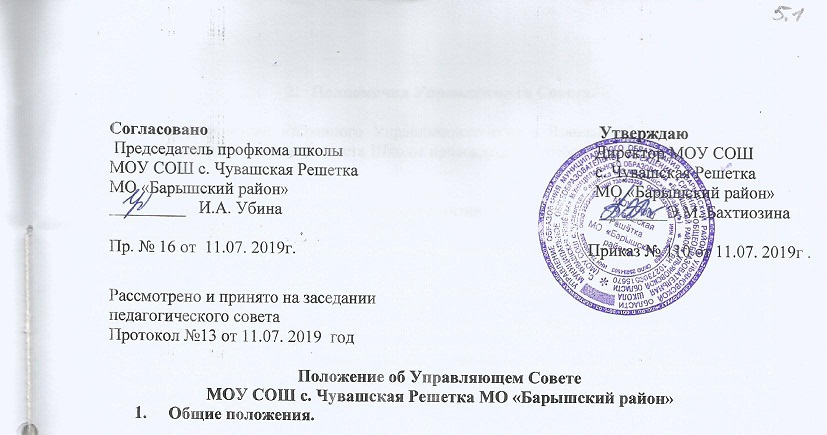 5.1
Согласовано
Председатель профкома школы
МОУ СОШ с. Чувашская Решетка
МО «Барышский район»
И.А. Убина
Пр. № 16 от 11.07. 2019г.
Утверждаю
Директор МОУ СОШ
с. Чувашская Решетка
МО «Барышский район»
М. Бахтиозина
Приказ № 110 от 11.07. 2019г .
Рассмотрено и принято на заседании
педагогического совета
Протокол №13 от 11.07. 2019 год
Положение об Управляющем Совете
МОУ СОШ с. Чувашская Решетка МО «Барышский район»
1. Общие положения.